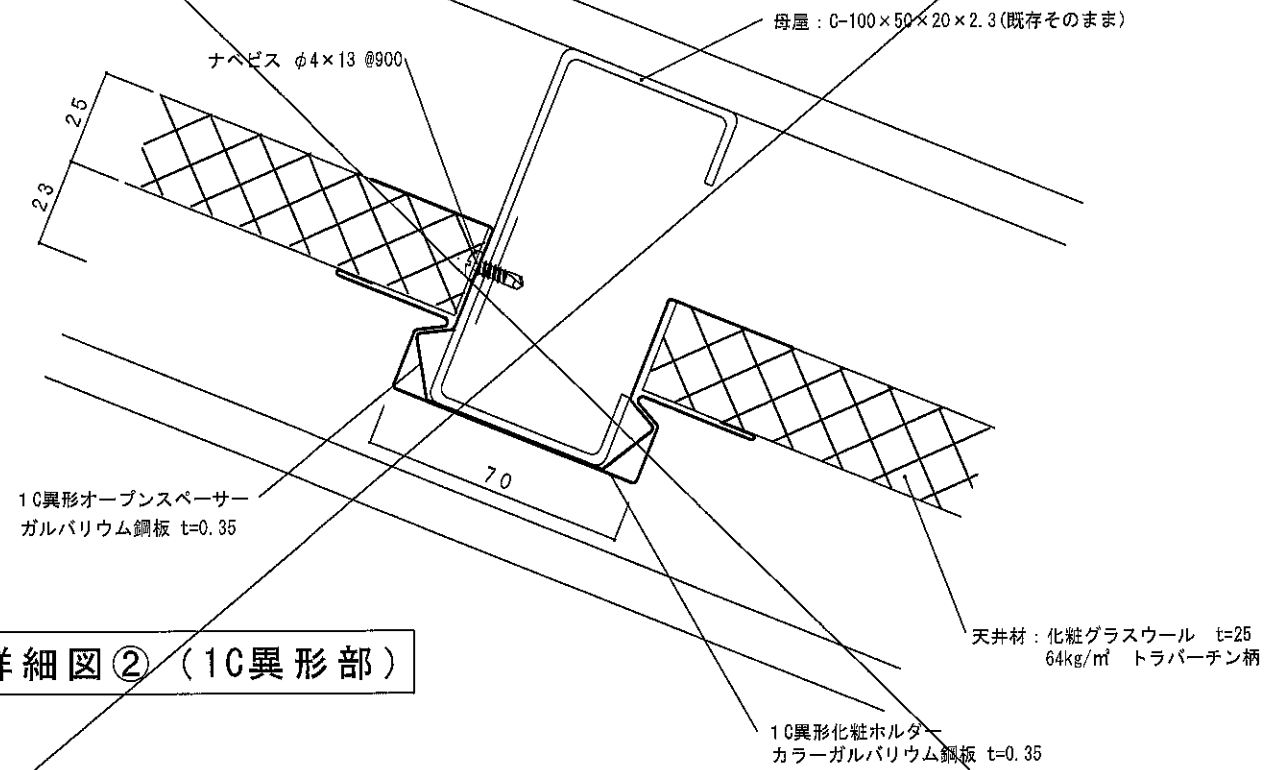 母屋：C-100×50×20×2.3(既存そのまま)
ナベビス φ4×13 @900
25
23
70
1C異形オープンスペーサー
ガルバリウム鋼板 t=0.35
天井材：化粧グラスウール t=25
64kg/㎡ トラバーチン柄
詳細図② (1C異形部)
1C異形化粧ホルダー
カラーガルバリウム鋼板 t=0.35